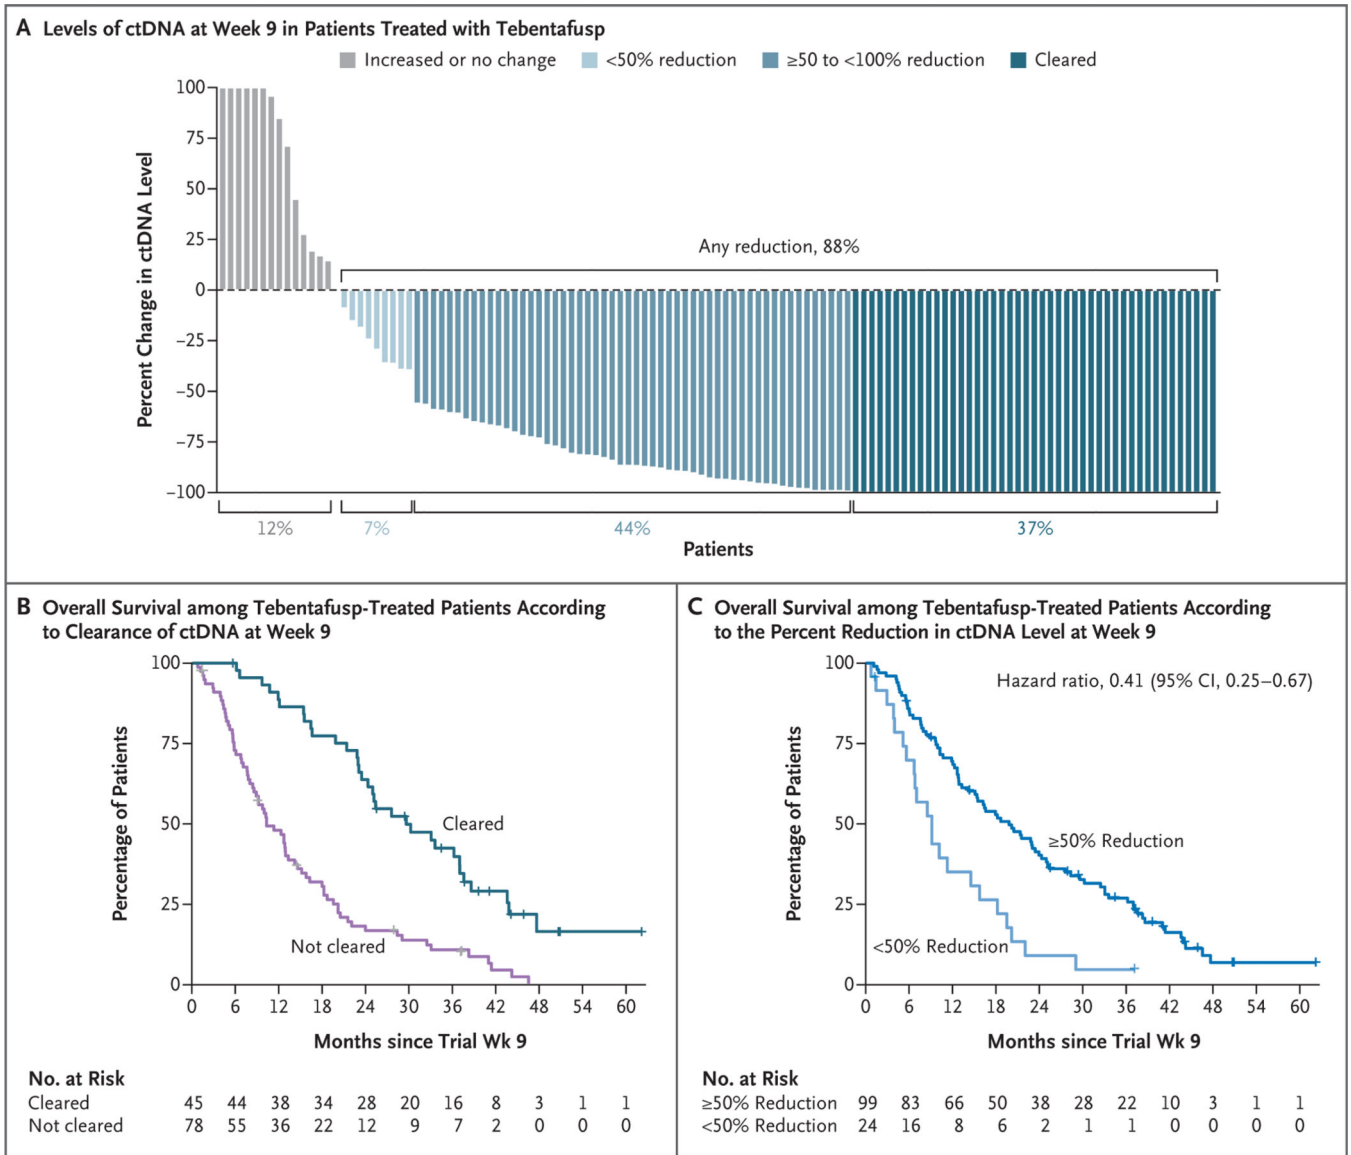 A Levels of ctDNA at Week 9 in Patients Treated with Tebentafusp
Increased or no change <50% reduction ≥50 to <100% reduction Cleared
Percent Change in ctDNA Level
100
75
50
25
0
−25
−50
−75
−100
Any reduction, 88%
12% 7% 44% 37%
Patients
B Overall Survival among Tebentafusp-Treated Patients According
to Clearance of ctDNA at Week 9
Percentage of Patients
100
75
50
25
0
Cleared
Not cleared
0 6 12 18 24 30 36 42 48 54 60
Months since Trial Wk 9
No. at Risk
Cleared 45 44 38 34 28 20 16 8 3 1 1
Not cleared 78 55 36 22 12 9 7 2 0 0 0
C Overall Survival among Tebentafusp-Treated Patients According
to the Percent Reduction in ctDNA Level at Week 9
Percentage of Patients
100
75
50
25
0
Hazard ratio, 0.41 (95% CI, 0.25–0.67)
≥50% Reduction
<50% Reduction
0 6 12 18 24 30 36 42 48 54 60
Months since Trial Wk 9
No. at Risk
≥50% Reduction 99 83 66 50 38 28 22 10 3 1 1
<50% Reduction 24 16 8 6 2 1 1 0 0 0 0